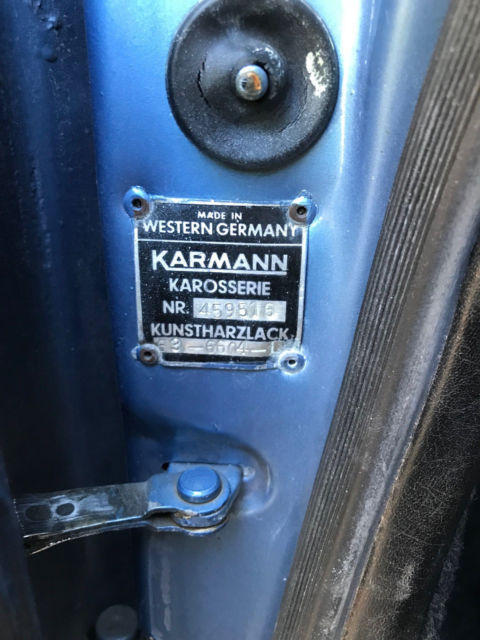 MADE IN
WESTERN GERMANY
KARMANN
KAROSSERIE
NR. 459516
KUNSTHARZLACK